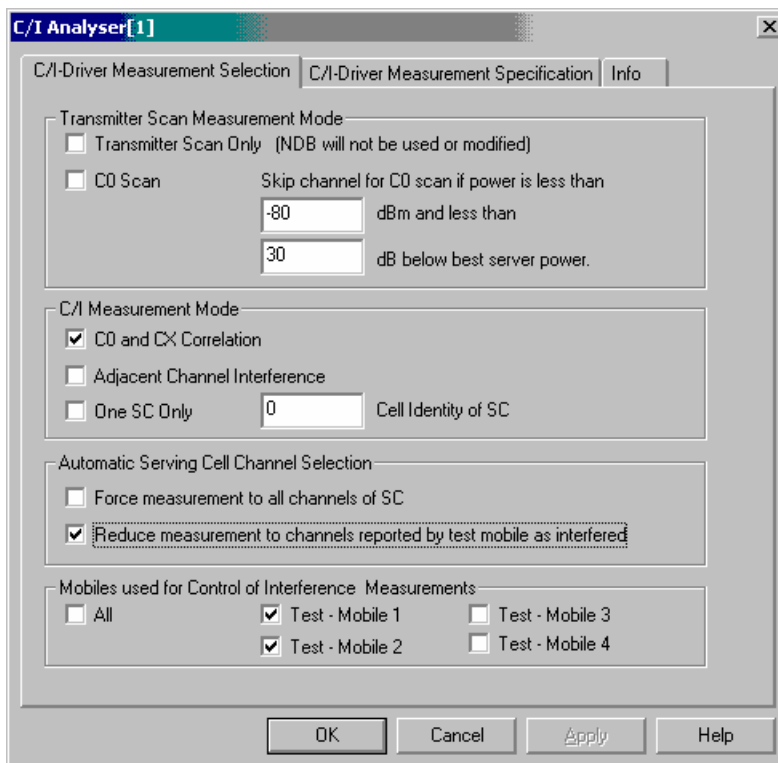 C/I Analyser[1]
C/I-Driver Measurement Selection C/I-Driver Measurement Specification Info
Transmitter Scan Measurement Mode
Transmitter Scan Only (NDB will not be used or modified)
C0 Scan Skip channel for C0 scan if power is less than
-80 dBm and less than
30 dB below best server power.
C/I Measurement Mode
C0 and CX Correlation
Adjacent Channel Interference
One SC Only 0 Cell Identity of SC
Automatic Serving Cell Channel Selection
Force measurement to all channels of SC
Reduce measurement to channels reported by test mobile as interfered
Mobiles used for Control of Interference Measurements
All Test - Mobile 1 Test - Mobile 3
Test - Mobile 2 Test - Mobile 4
OK Cancel Apply Help